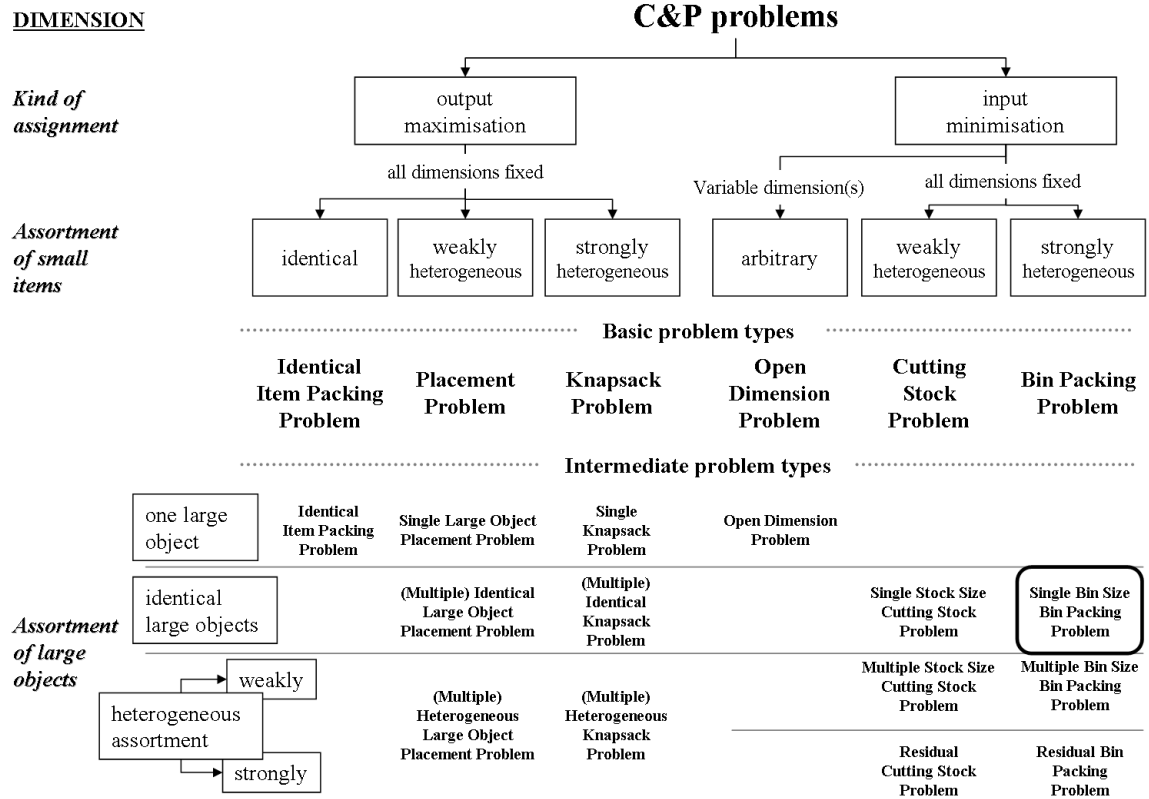 DIMENSION
C&P problems
Kind of
assignment
output
maximisation
input
minimisation
all dimensions fixed
Variable dimension(s)
all dimensions fixed
Assortment
of small
items
identical
weakly
heterogeneous
strongly
heterogeneous
arbitrary
weakly
heterogeneous
strongly
heterogeneous
Basic problem types
Identical
Item Packing
Problem
Placement
Problem
Knapsack
Problem
Open
Dimension
Problem
Cutting
Stock
Problem
Bin Packing
Problem
Intermediate problem types
one large
object
Identical
Item Packing
Problem
Single Large Object
Placement Problem
Single
Knapsack
Problem
Open Dimension
Problem
Assortment
of large
objects
identical
large objects
(Multiple) Identical
Large Object
Placement Problem
(Multiple)
Identical
Knapsack
Problem
Single Stock Size
Cutting Stock
Problem
Single Bin Size
Bin Packing
Problem
heterogeneous
assortment
weakly
strongly
(Multiple)
Heterogeneous
Large Object
Placement Problem
(Multiple)
Heterogeneous
Knapsack
Problem
Multiple Stock Size
Cutting Stock
Problem
Multiple Bin Size
Bin Packing
Problem
Residual
Cutting Stock
Problem
Residual Bin
Packing
Problem